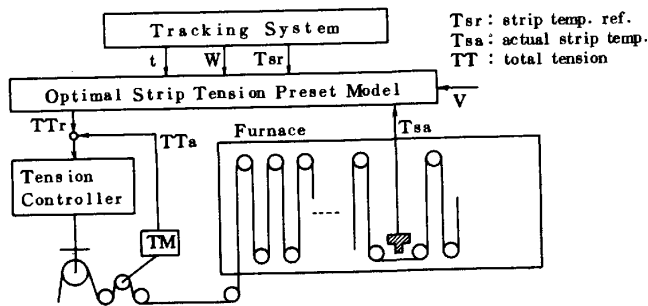 Tracking System
Tsr: strip temp. ref.
Tsa: actual strip temp.
TT: total tension
t W Tsr
Optimal Strip Tension Preset Model
V
TTr
TTa
Furnace
Tsa
Tension
Controller
TM